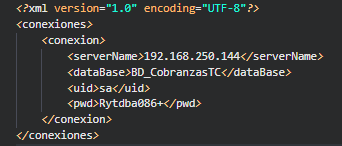 <?xml version="1.0" encoding="UTF-8"?>
<conexiones>
<conexion>
<serverName>192.168.250.144</serverName>
<dataBase>BD_CobranzasTC</dataBase>
<uid>sa</uid>
<pwd>Rytdba086+</pwd>
</conexion>
</conexiones>